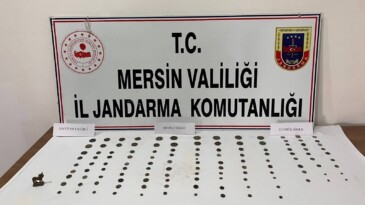 T.C.
MERSİN VALİLİĞİ
İL JANDARMA KOMUTANLIĞI